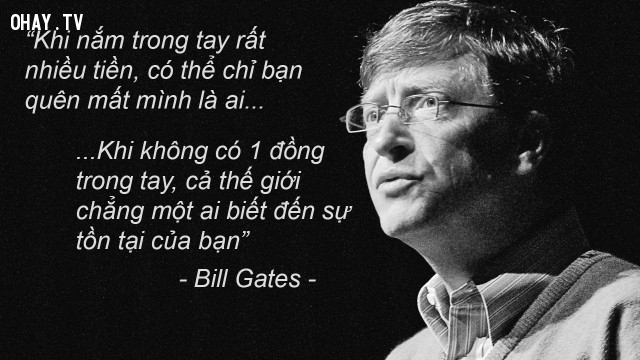 OHAY.TV
“Khi nắm trong tay rất
nhiều tiền, có thể chỉ bạn
quên mất mình là ai...
...Khi không có 1 đồng
trong tay, cả thế giới
chẳng một ai biết đến sự
tồn tại của bạn”
- Bill Gates -